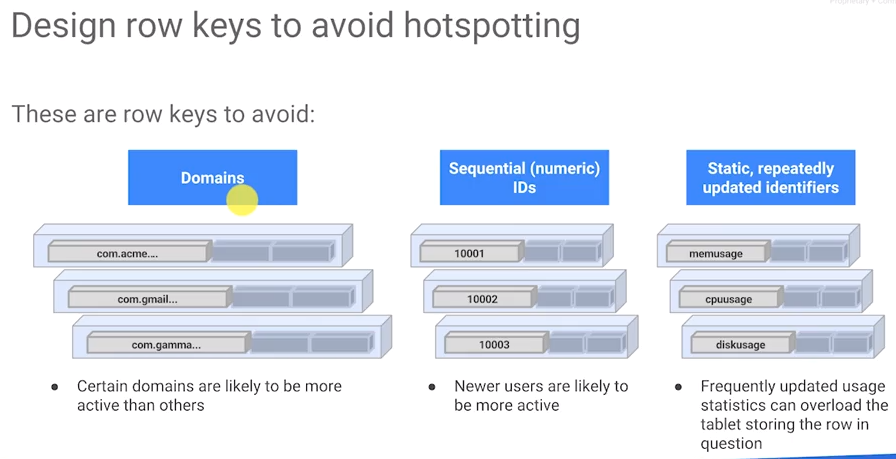 Design row keys to avoid hotspotting
These are row keys to avoid:
Domains
com.acme....
com.gmail...
com.gamma...
● Certain domains are likely to be more
active than others
Sequential (numeric)
IDs
10001
10002
10003
● Newer users are likely to
be more active
Static, repeatedly
updated identifiers
memusage
cpuusage
diskusage
● Frequently updated usage
statistics can overload the
tablet storing the row in
question